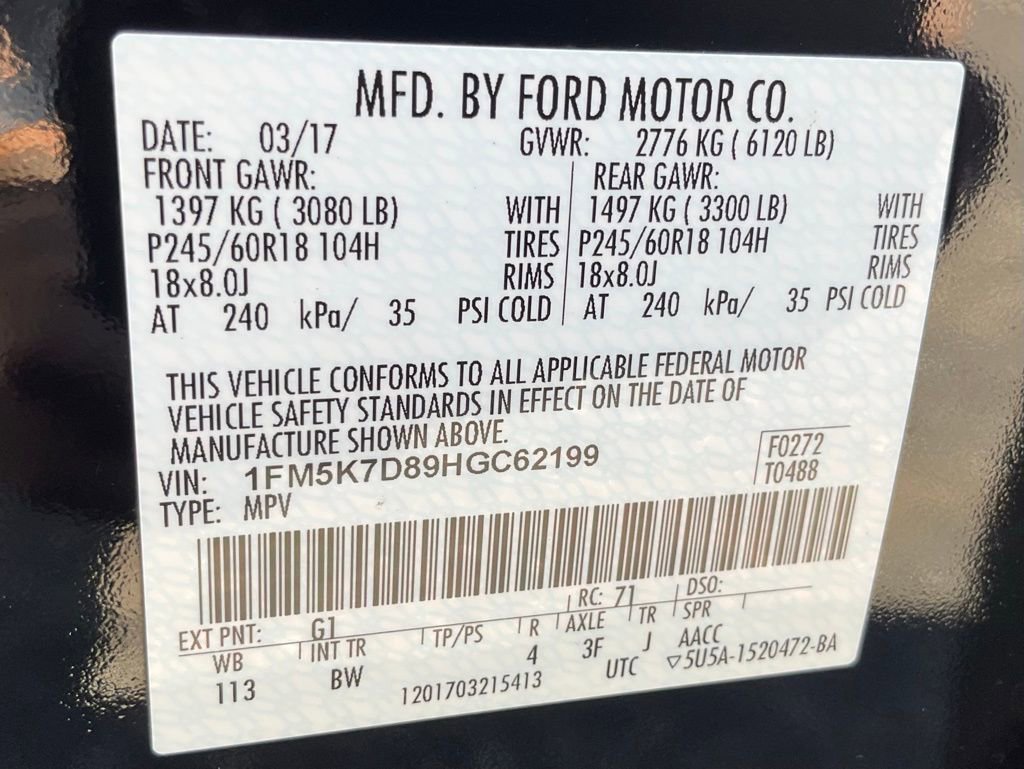 MFD. BY FORD MOTOR CO.
DATE: 03/17 GVWR: 2776 KG ( 6120 LB)
FRONT GAWR: REAR GAWR:
1397 KG ( 3080 LB) WITH 1497 KG ( 3300 LB) WITH
P245/60R18 104H TIRES P245/60R18 104H TIRES
18x8.0J RIMS 18x8.0J RIMS
AT 240 kPa/ 35 PSI COLD AT 240 kPa/ 35 PSI COLD
THIS VEHICLE CONFORMS TO ALL APPLICABLE FEDERAL MOTOR
VEHICLE SAFETY STANDARDS IN EFFECT ON THE DATE OF
MANUFACTURE SHOWN ABOVE.
VIN: 1FM5K7D89HGC62199 F0272
TYPE: MPV T0488
EXT PNT: G1 RC: 71 DSO:
WB INT TR TP/PS R AXLE TR SPR
113 BW 4 3F J AACC
1201703215413 UTC ▽5U5A-1520472-BA